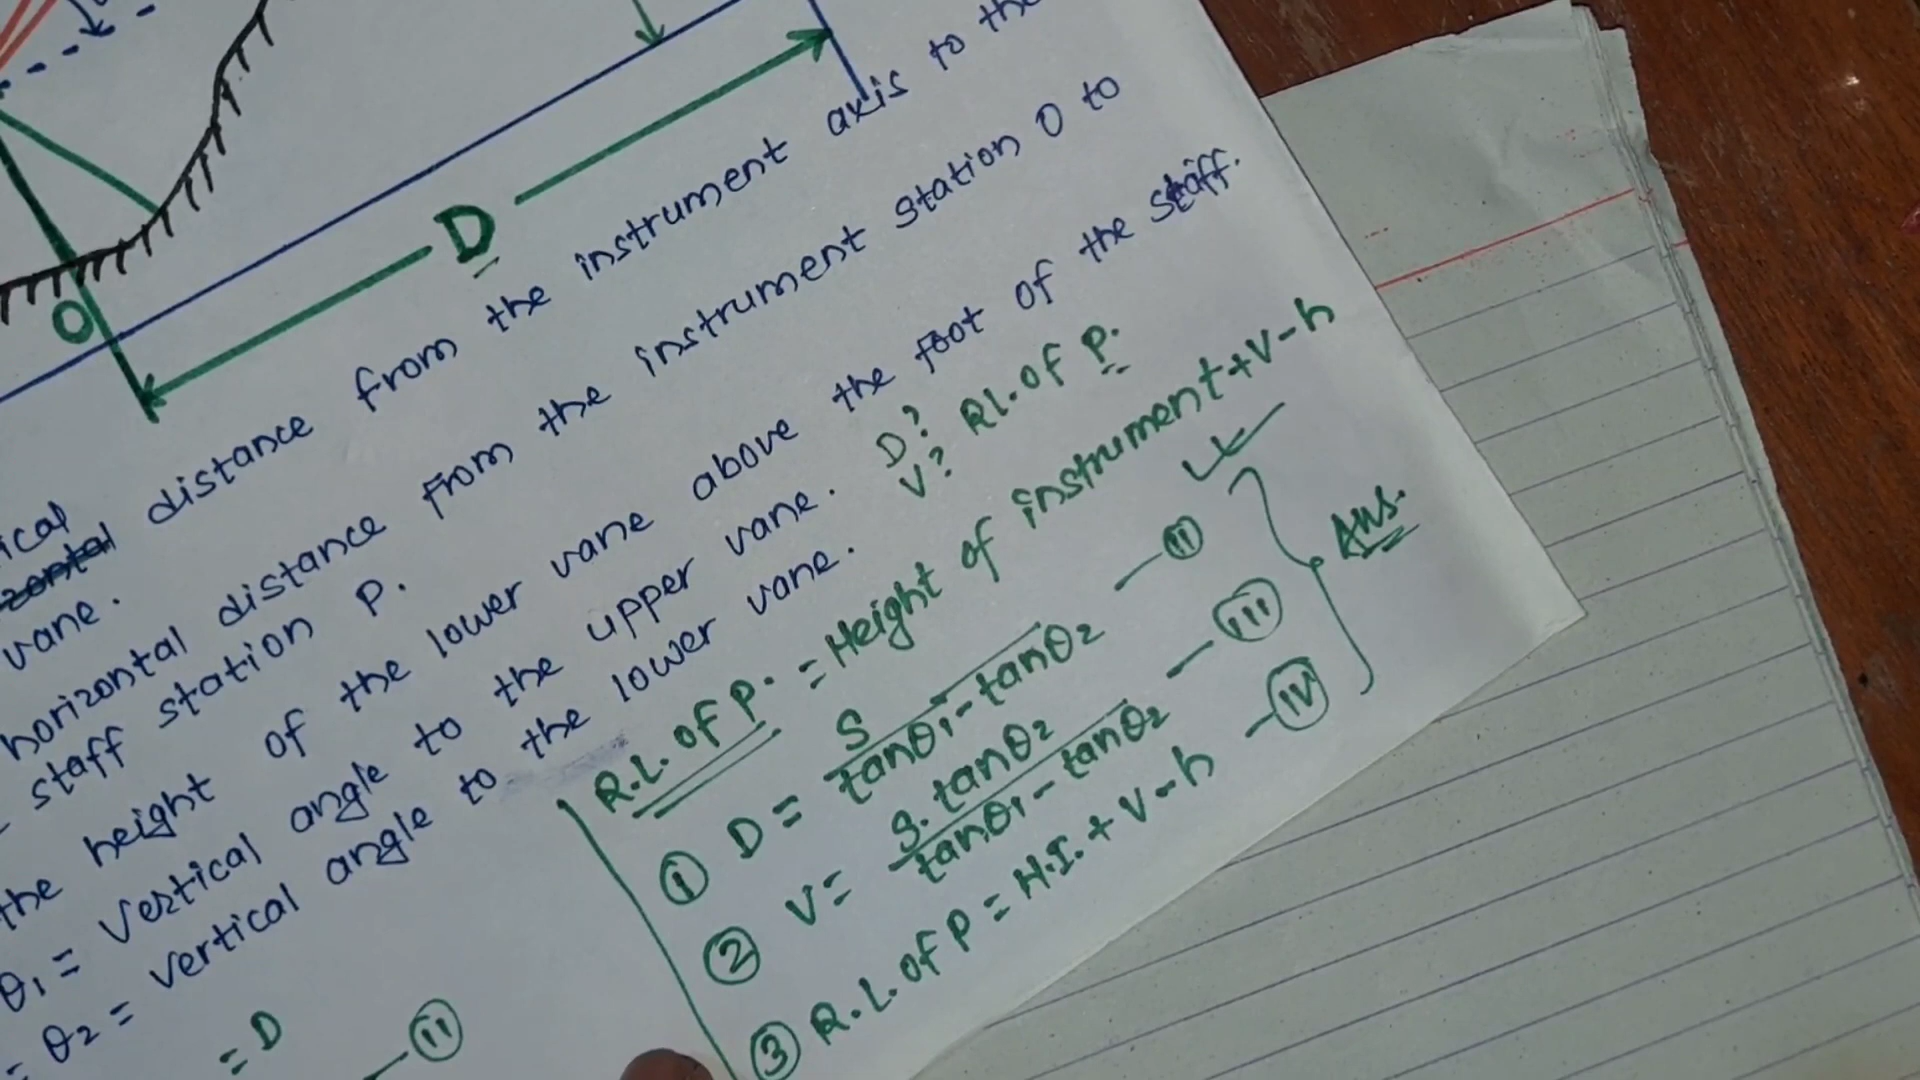 D
O
ical distance from the instrument axis to the
vane.
horizontal distance from the instrument station O to
staff station P.
the height of the lower vane above the foot of the staff.
θ1 = vertical angle to the upper vane.
θ2 = vertical angle to the lower vane.
D?
V? Rl. of P.
R.L. of P. = Height of instrument + V - h
① D = S / tanθ1 - tanθ2 - ⓘⓘ
② V = S. tanθ2 / tanθ1 - tanθ2 - ⓘⓘⓘ
③ R.L. of P = H.I. + V - h - ⓘⓥ
Ans.
= D
ⓘⓘ